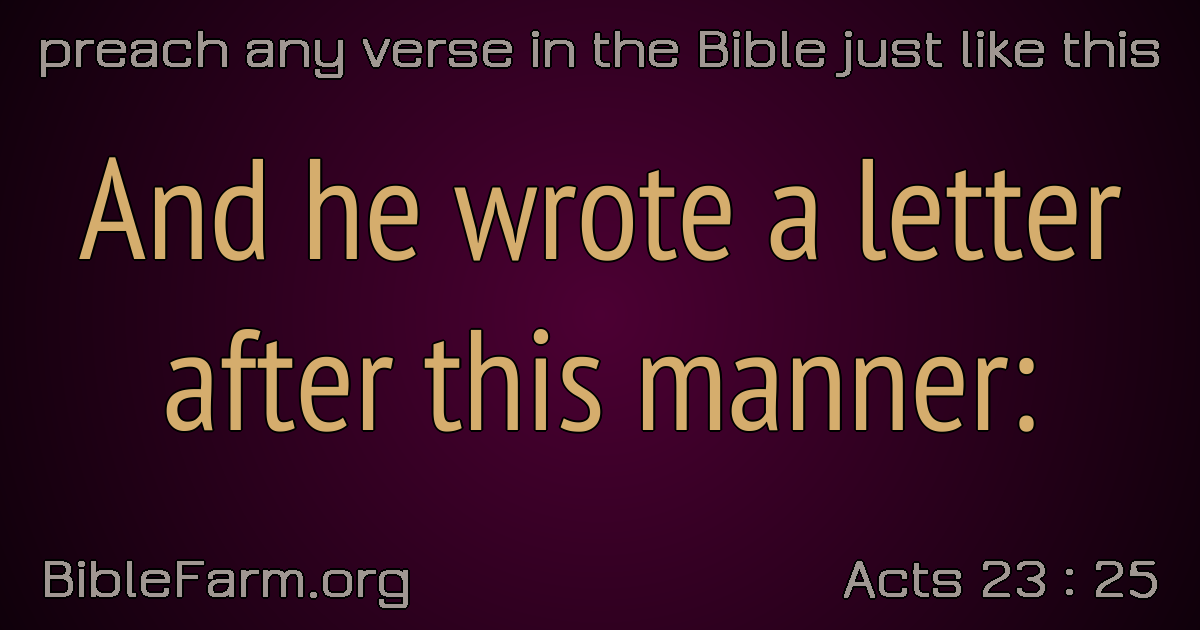 preach any verse in the Bible just like this
And he wrote a letter
after this manner:
BibleFarm.org
Acts 23 : 25